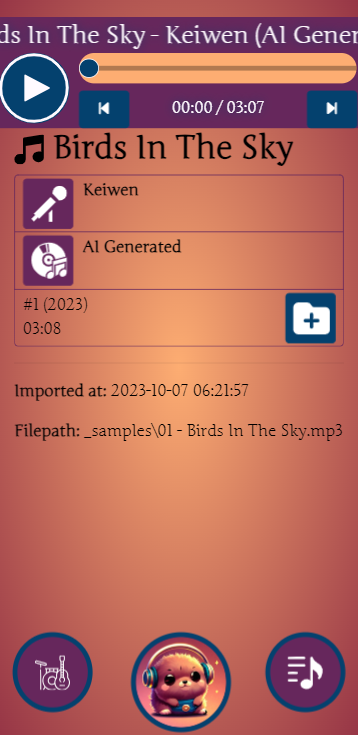 ds In The Sky - Keiwen (AI Gener
00:00 / 03:07
Birds In The Sky
Keiwen
AI Generated
#1 (2023)
03:08
Imported at: 2023-10-07 06:21:57
Filepath: _samples\01 - Birds In The Sky.mp3